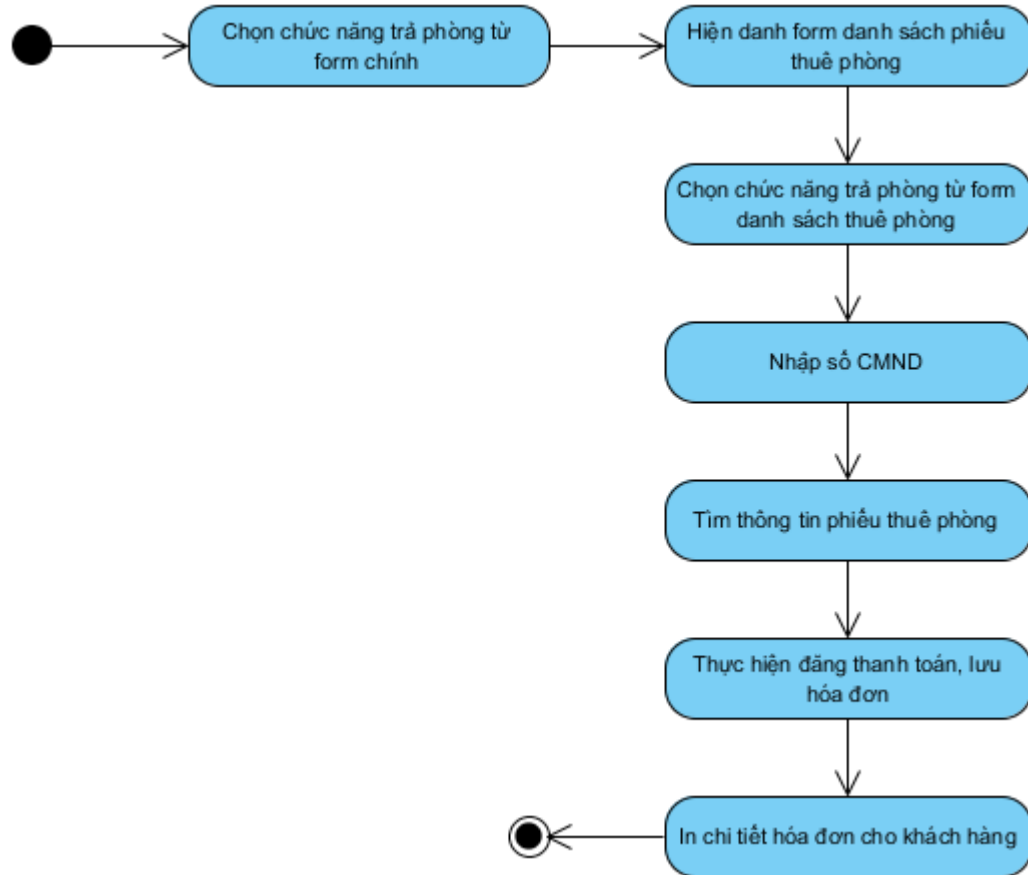 Chọn chức năng trả phòng từ
form chính
Hiện danh form danh sách phiếu
thuê phòng
Chọn chức năng trả phòng từ form
danh sách thuê phòng
Nhập số CMND
Tìm thông tin phiếu thuê phòng
Thực hiện đăng thanh toán, lưu
hóa đơn
In chi tiết hóa đơn cho khách hàng